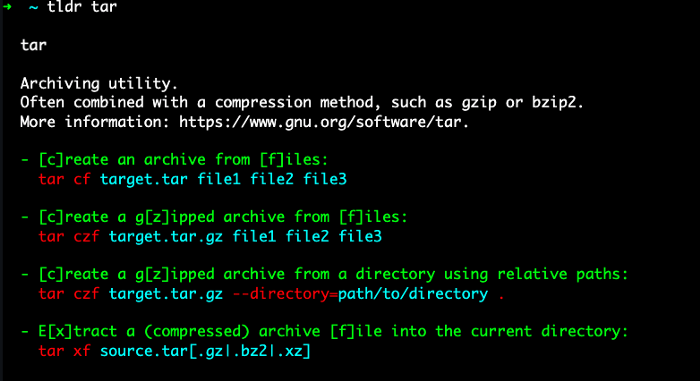 ➜ ~ tldr tar
tar
Archiving utility.
Often combined with a compression method, such as gzip or bzip2.
More information: https://www.gnu.org/software/tar.
- [c]reate an archive from [f]iles:
tar cf target.tar file1 file2 file3
- [c]reate a g[z]ipped archive from [f]iles:
tar czf target.tar.gz file1 file2 file3
- [c]reate a g[z]ipped archive from a directory using relative paths:
tar czf target.tar.gz --directory=path/to/directory .
- E[x]tract a (compressed) archive [f]ile into the current directory:
tar xf source.tar[.gz|.bz2|.xz]